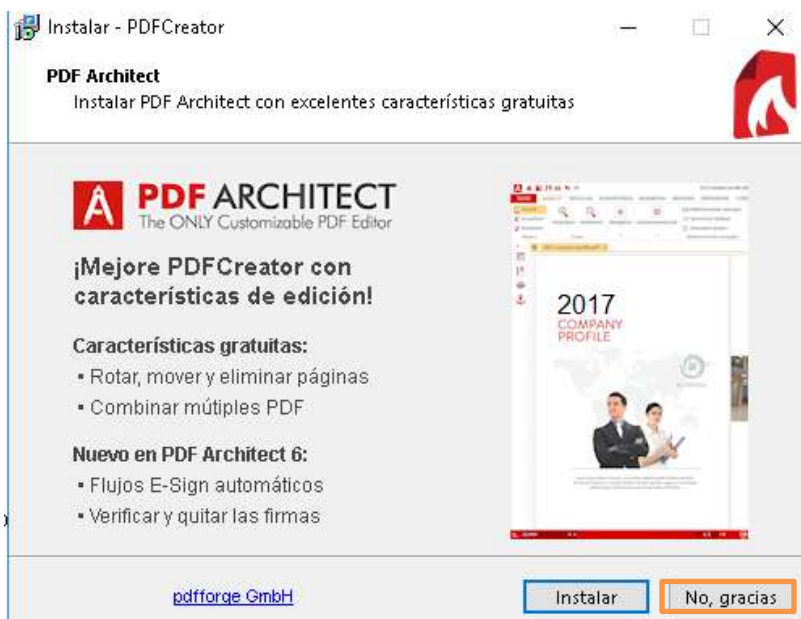 Instalar - PDFCreator
PDF Architect
Instalar PDF Architect con excelentes características gratuitas
PDF ARCHITECT
The ONLY Customizable PDF Editor
¡Mejore PDFCreator con
características de edición!
Características gratuitas:
▪ Rotar, mover y eliminar páginas
▪ Combinar mútiples PDF
Nuevo en PDF Architect 6:
▪ Flujos E-Sign automáticos
▪ Verificar y quitar las firmas
2017
COMPANY
PROFILE
pdfforge GmbH
Instalar
No, gracias